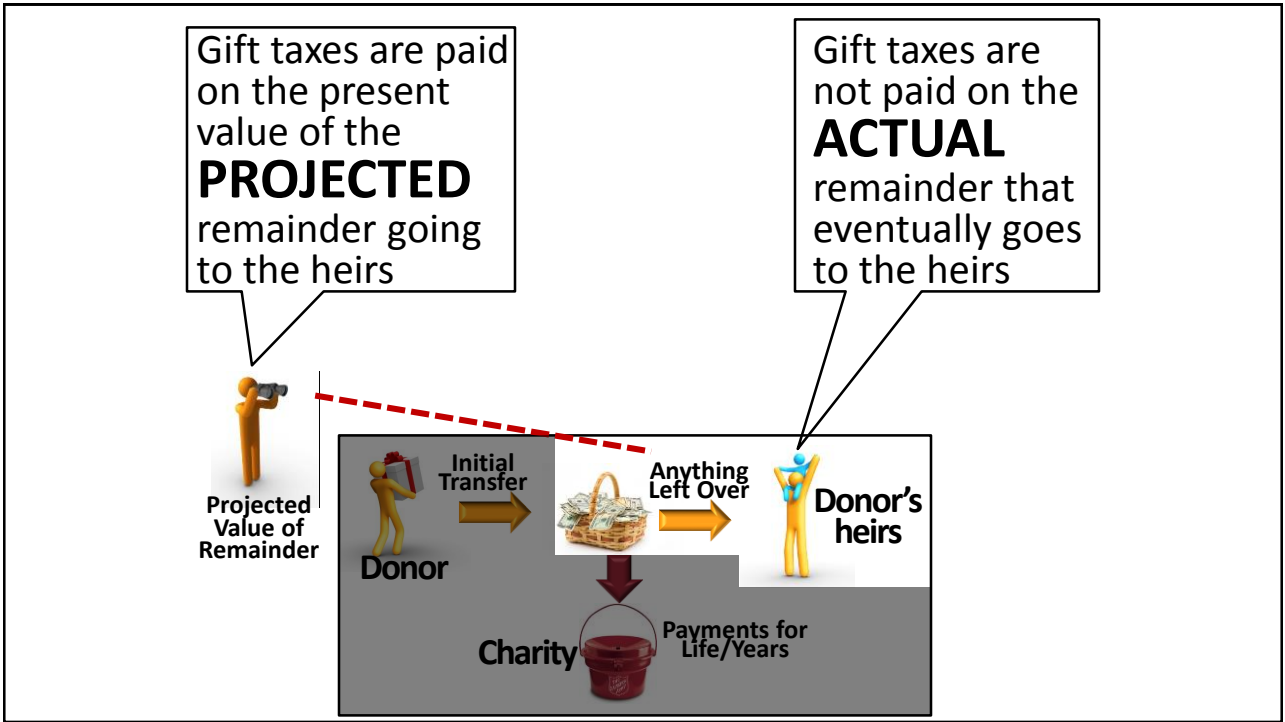 Gift taxes are paid
on the present
value of the
PROJECTED
remainder going
to the heirs
Gift taxes are
not paid on the
ACTUAL
remainder that
eventually goes
to the heirs
Projected
Value of
Remainder
Initial
Transfer
Donor
Anything
Left Over
Donor's
heirs
Charity
Payments for
Life/Years